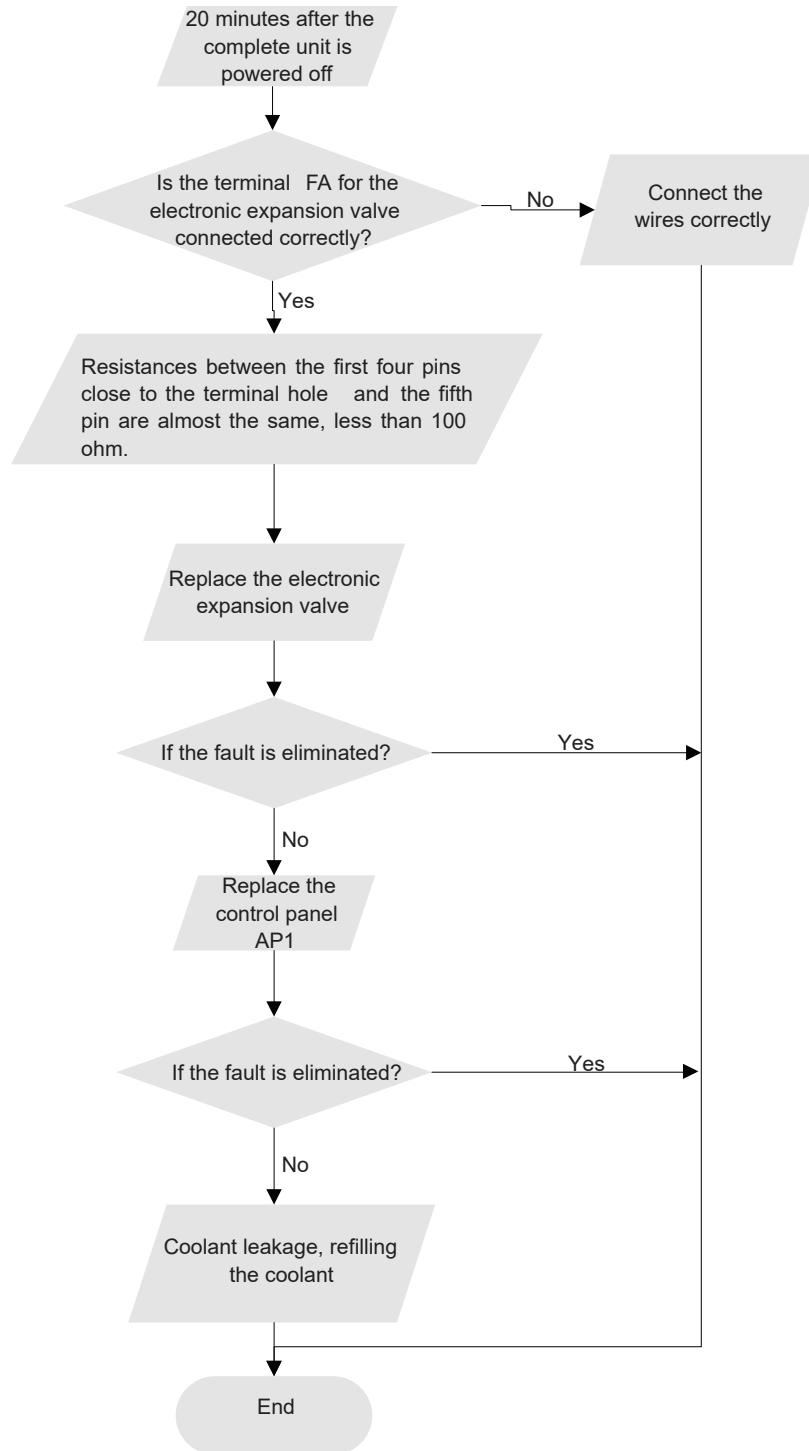 20 minutes after the
complete unit is
powered off
Is the terminal FA for the
electronic expansion valve
connected correctly?
No
Connect the
wires correctly
Yes
Resistances between the first four pins
close to the terminal hole and the fifth
pin are almost the same, less than 100
ohm.
Replace the electronic
expansion valve
If the fault is eliminated?
Yes
No
Replace the
control panel
AP1
If the fault is eliminated?
Yes
No
Coolant leakage, refilling
the coolant
End